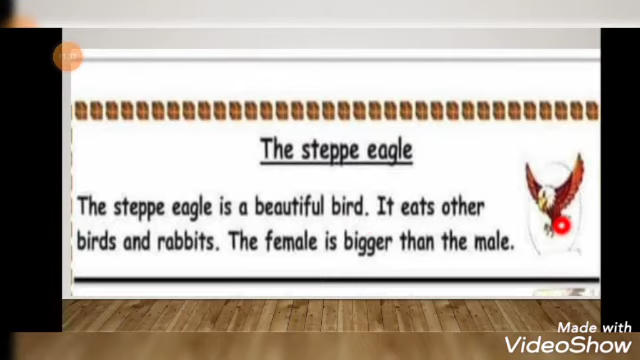 The steppe eagle
The steppe eagle is a beautiful bird. It eats other
birds and rabbits. The female is bigger than the male.
Made with
VideoShow